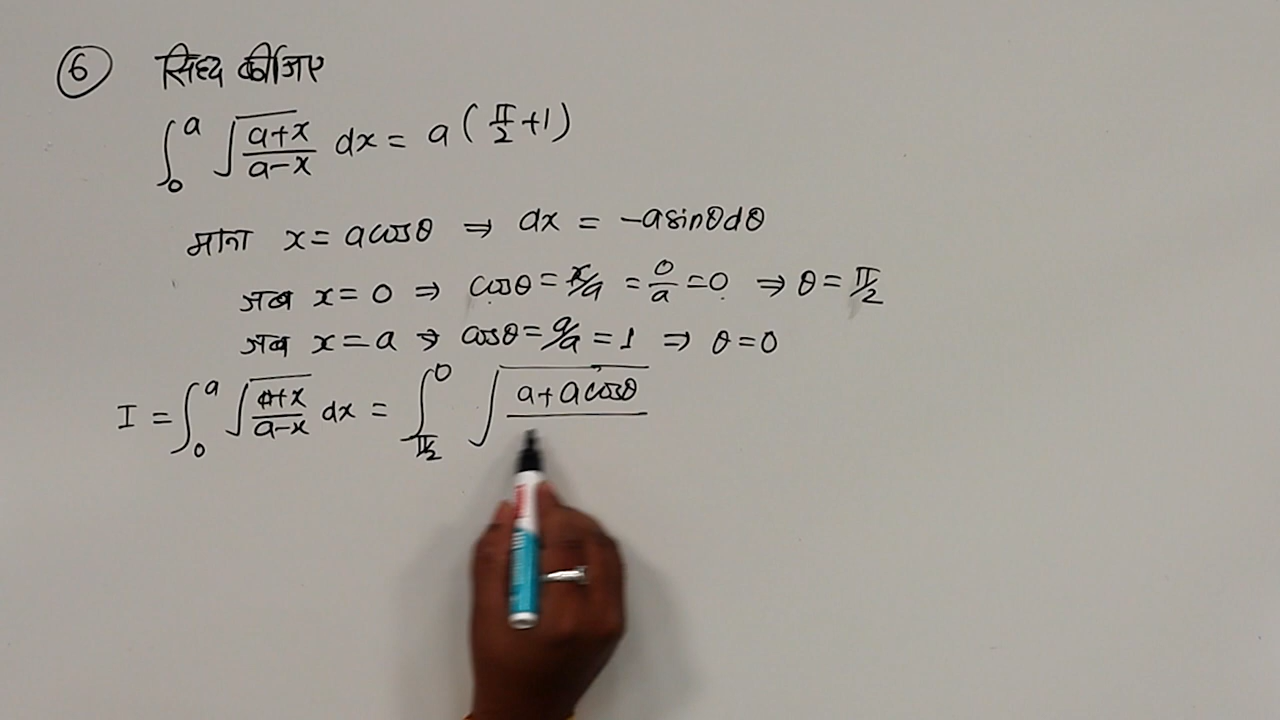 6 सिध्द कीजिए
∫₀ᵃ √((a+x)/(a-x)) dx = a (π/2 + 1)
माना x = a cosθ ⇒ dx = -a sinθ dθ
जब x = 0 ⇒ cosθ = x/a = 0/a = 0 ⇒ θ = π/2
जब x = a ⇒ cosθ = a/a = 1 ⇒ θ = 0
I = ∫₀ᵃ √((a+x)/(a-x)) dx = ∫_{π/2}^{0} √(a + a cosθ